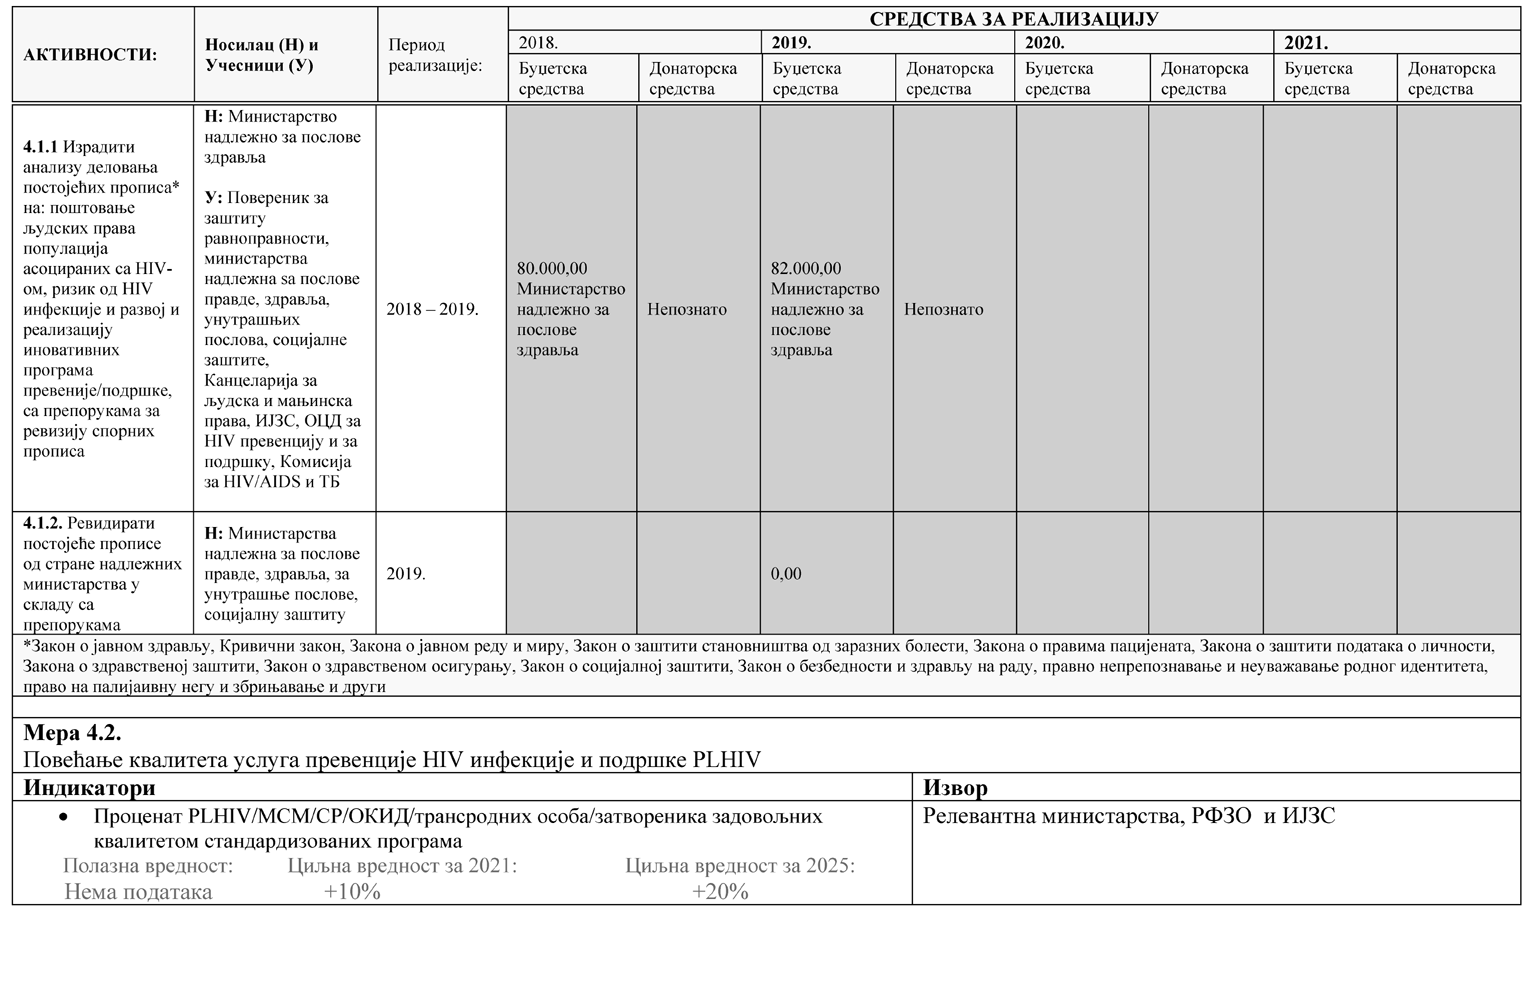 СРЕДСТВА ЗА РЕАЛИЗАЦИЈУ
АКТИВНОСТИ:
Носилац (Н) и
Учесници (У)
Период
реализације:
2018.
2019.
2020.
2021.
Буџетска
средства
Донаторска
средства
Буџетска
средства
Донаторска
средства
Буџетска
средства
Донаторска
средства
Буџетска
средства
Донаторска
средства
4.1.1 Израдити
анализу деловања
постојећих прописа*
на: поштовање
људских права
популација
асоцираних са HIV-
ом, ризик од HIV
инфекције и развој и
реализацију
иновативних
програма
превеније/подршке,
са препорукама за
ревизију спорних
прописа
Н: Министарство
надлежно за послове
здравља
У: Повереник за
заштиту
равноправности,
министарства
надлежна sa послове
правде, здравља,
унутрашњих
послова, социјалне
заштите,
Канцеларија за
људска и мањинска
права, ИЈЗС, ОЦД за
HIV превенцију и за
подршку, Комисија
за HIV/AIDS и ТБ
2018 – 2019.
80.000,00
Министарство
надлежно за
послове
здравља
Непознато
82.000,00
Министарство
надлежно за
послове
здравља
Непознато
4.1.2. Ревидирати
постојеће прописе
од стране надлежних
министарства у
складу са
препорукама
Н: Министарства
надлежна за послове
правде, здравља, за
унутрашње послове,
социјалну заштиту
2019.
0,00
*Закон о јавном здрављу, Кривични закон, Закона о јавном реду и миру, Закон о заштити становништва од заразних болести, Закона о правима пацијената, Закона о заштити података о личности,
Закона о здравственој заштити, Закон о здравственом осигурању, Закон о социјалној заштити, Закон о безбедности и здрављу на раду, правно непрепознавање и неуважавање родног идентитета,
право на палијаивну негу и збрињавање и други
Мера 4.2.
Повећање квалитета услуга превенције HIV инфекције и подршке PLHIV
Индикатори
Извор
• Проценат PLHIV/МСМ/СР/ОКИД/трансродних особа/затвореника задовољних
квалитетом стандардизованих програма
Релевантна министарства, РФЗО и ИЈЗС
Полазна вредност: Циљна вредност за 2021: Циљна вредност за 2025:
Нема података +10% +20%